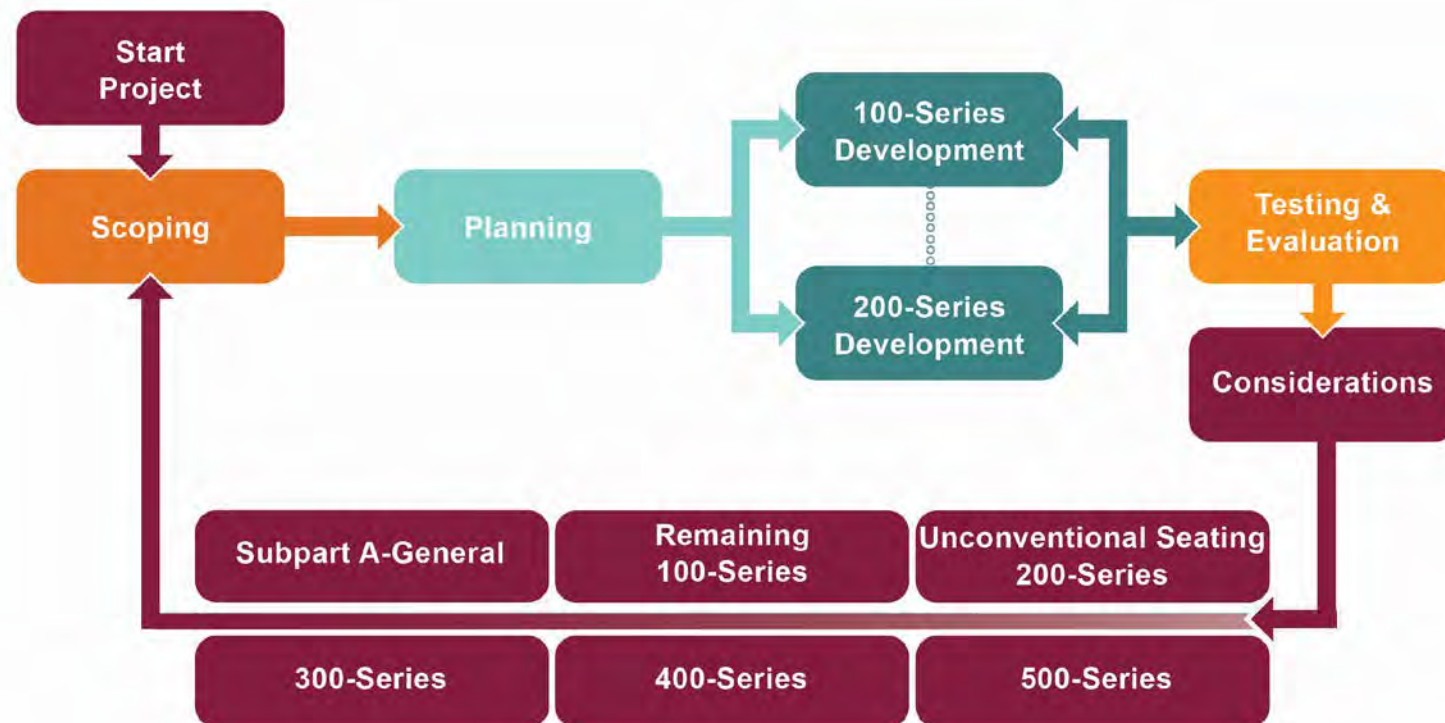 Start
Project
Scoping
Planning
100-Series
Development
200-Series
Development
Testing &
Evaluation
Considerations
Subpart A-General
Remaining
100-Series
Unconventional Seating
200-Series
300-Series
400-Series
500-Series